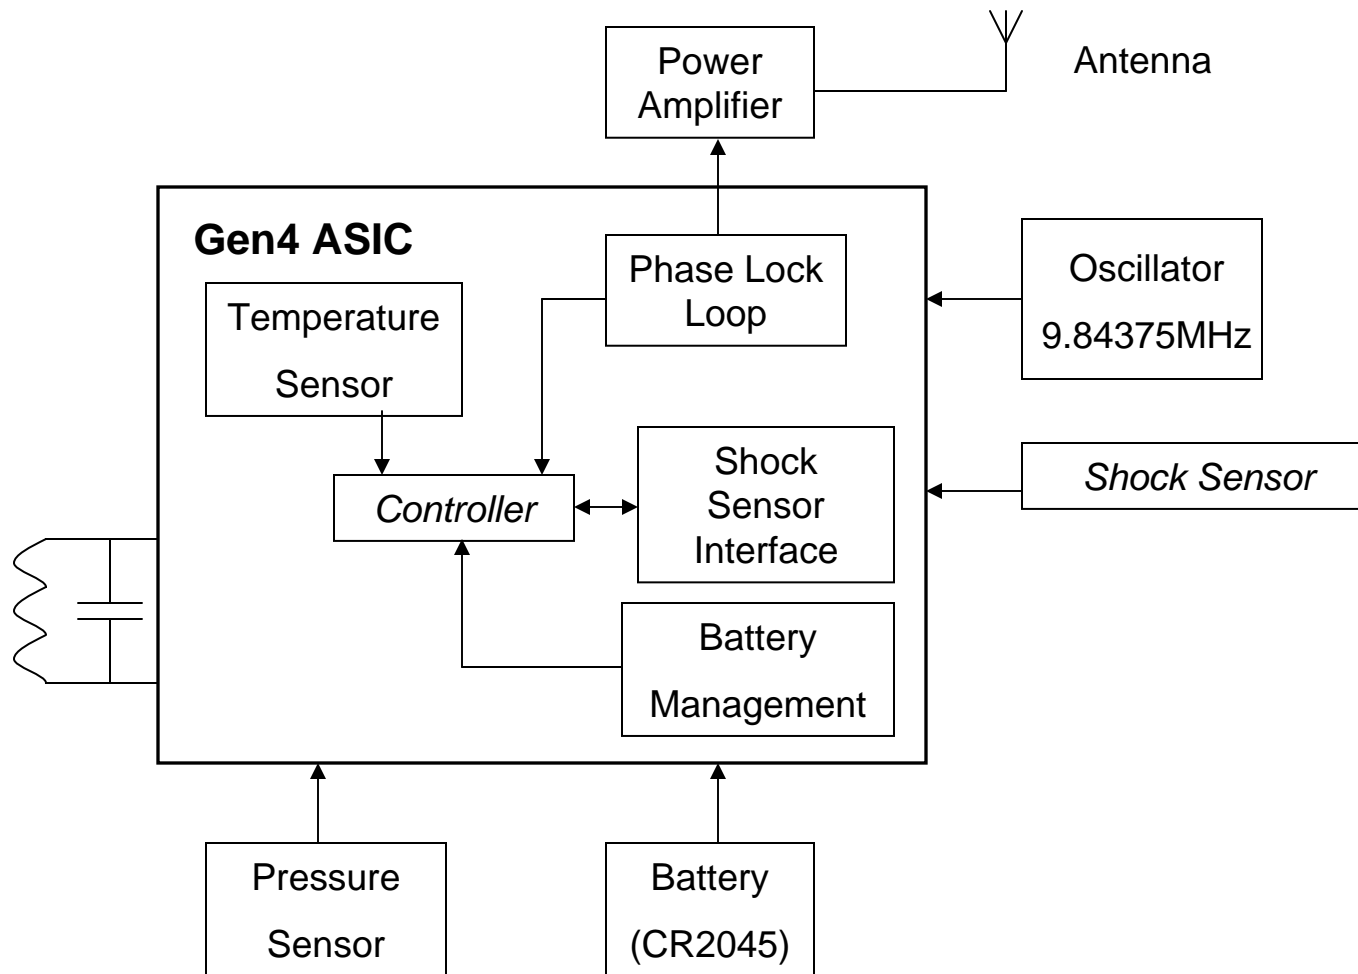 Power
Amplifier
Antenna
Gen4 ASIC
Phase Lock
Loop
Oscillator
9.84375MHz
Temperature
Sensor
Shock
Sensor
Interface
Shock Sensor
Controller
Battery
Management
Pressure
Sensor
Battery
(CR2045)